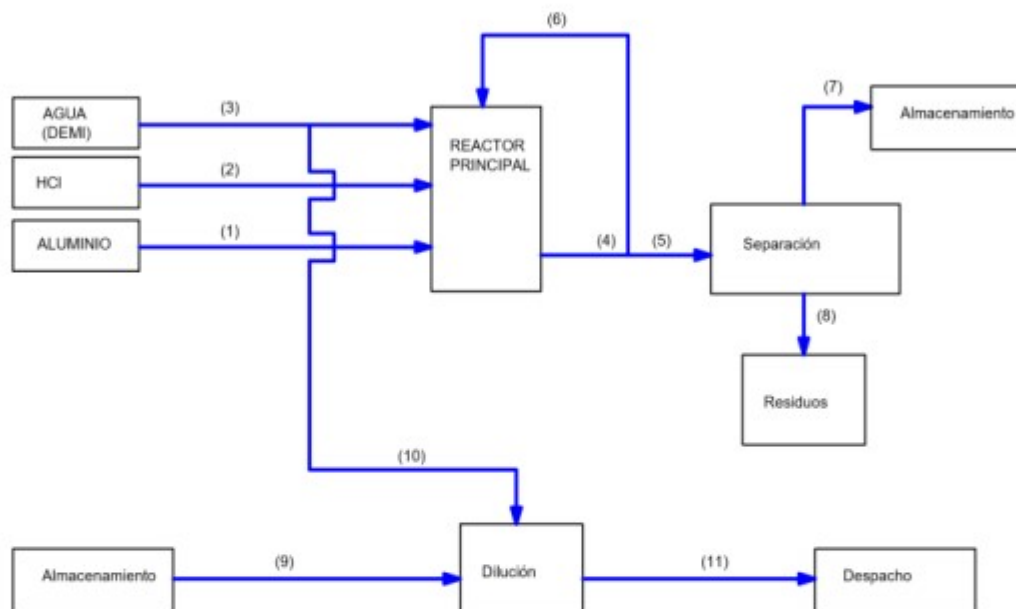 (6)
(7)
AGUA
(DEMI)
(3)
Almacenamiento
REACTOR
PRINCIPAL
HCl
(2)
ALUMINIO
(1)
(4)
(5)
Separación
(8)
Residuos
(10)
Almacenamiento
(9)
Dilución
(11)
Despacho